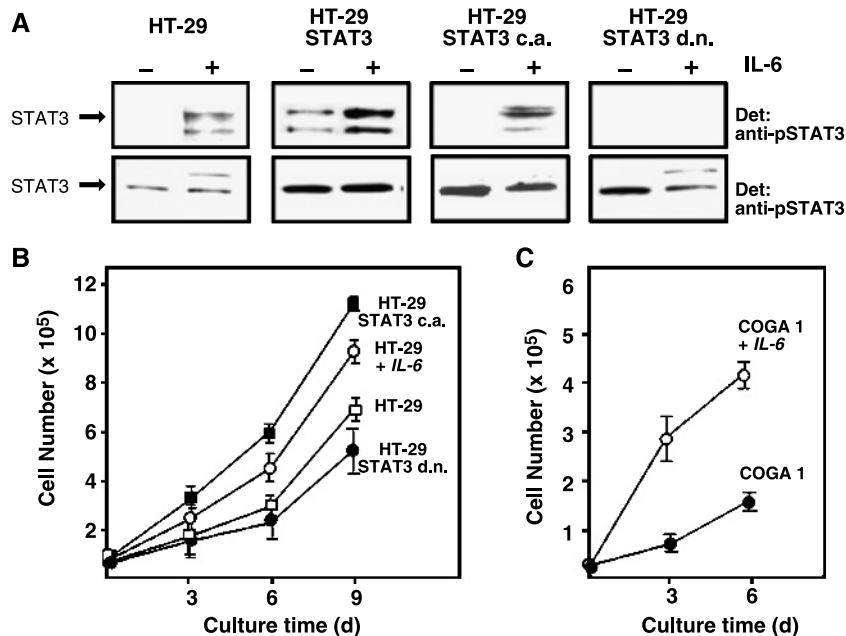 A
HT-29
HT-29
STAT3
HT-29
STAT3 c.a.
HT-29
STAT3 d.n.
– + – + – + – + IL-6
STAT3
Det:
anti-pSTAT3
STAT3
Det:
anti-pSTAT3
B
Cell Number (x 10⁵)
12
10
8
6
4
2
3 6 9
Culture time (d)
HT-29
STAT3 c.a.
HT-29
+ IL-6
HT-29
HT-29
STAT3 d.n.
C
Cell Number (x 10⁵)
6
5
4
3
2
1
3 6
Culture time (d)
COGA 1
+ IL-6
COGA 1